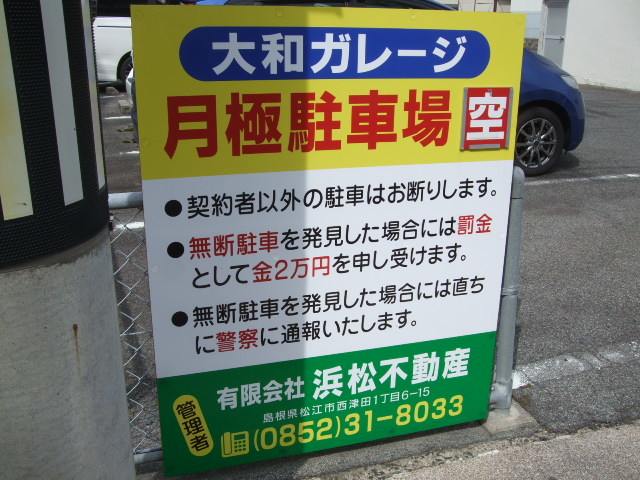 大和ガレージ
月極駐車場 空
●契約者以外の駐車はお断りします。
●無断駐車を発見した場合には罰金
として金2万円を申し受けます。
●無断駐車を発見した場合には直ち
に警察に通報いたします。
管理者
有限会社 浜松不動産
島根県松江市西津田1丁目6-15
(0852)31-8033